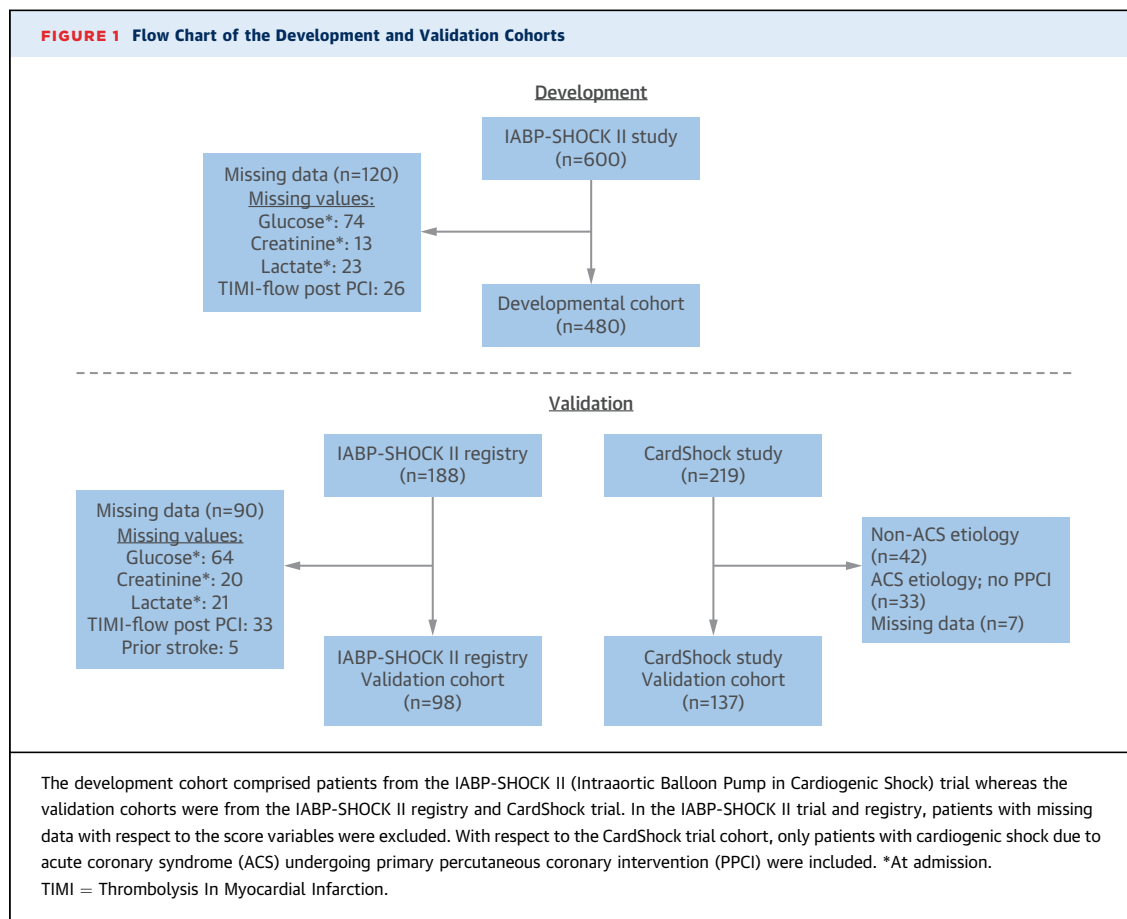 FIGURE 1 Flow Chart of the Development and Validation Cohorts
Development
IABP-SHOCK II study
(n=600)
Missing data (n=120)
Missing values:
Glucose*: 74
Creatinine*: 13
Lactate*: 23
TIMI-flow post PCI: 26
Developmental cohort
(n=480)
Validation
IABP-SHOCK II registry
(n=188)
CardShock study
(n=219)
Missing data (n=90)
Missing values:
Glucose*: 64
Creatinine*: 20
Lactate*: 21
TIMI-flow post PCI: 33
Prior stroke: 5
Non-ACS etiology
(n=42)
ACS etiology; no PPCI
(n=33)
Missing data (n=7)
IABP-SHOCK II registry
Validation cohort
(n=98)
CardShock study
Validation cohort
(n=137)
The development cohort comprised patients from the IABP-SHOCK II (Intraaortic Balloon Pump in Cardiogenic Shock) trial whereas the
validation cohorts were from the IABP-SHOCK II registry and CardShock trial. In the IABP-SHOCK II trial and registry, patients with missing
data with respect to the score variables were excluded. With respect to the CardShock trial cohort, only patients with cardiogenic shock due to
acute coronary syndrome (ACS) undergoing primary percutaneous coronary intervention (PPCI) were included. *At admission.
TIMI = Thrombolysis In Myocardial Infarction.